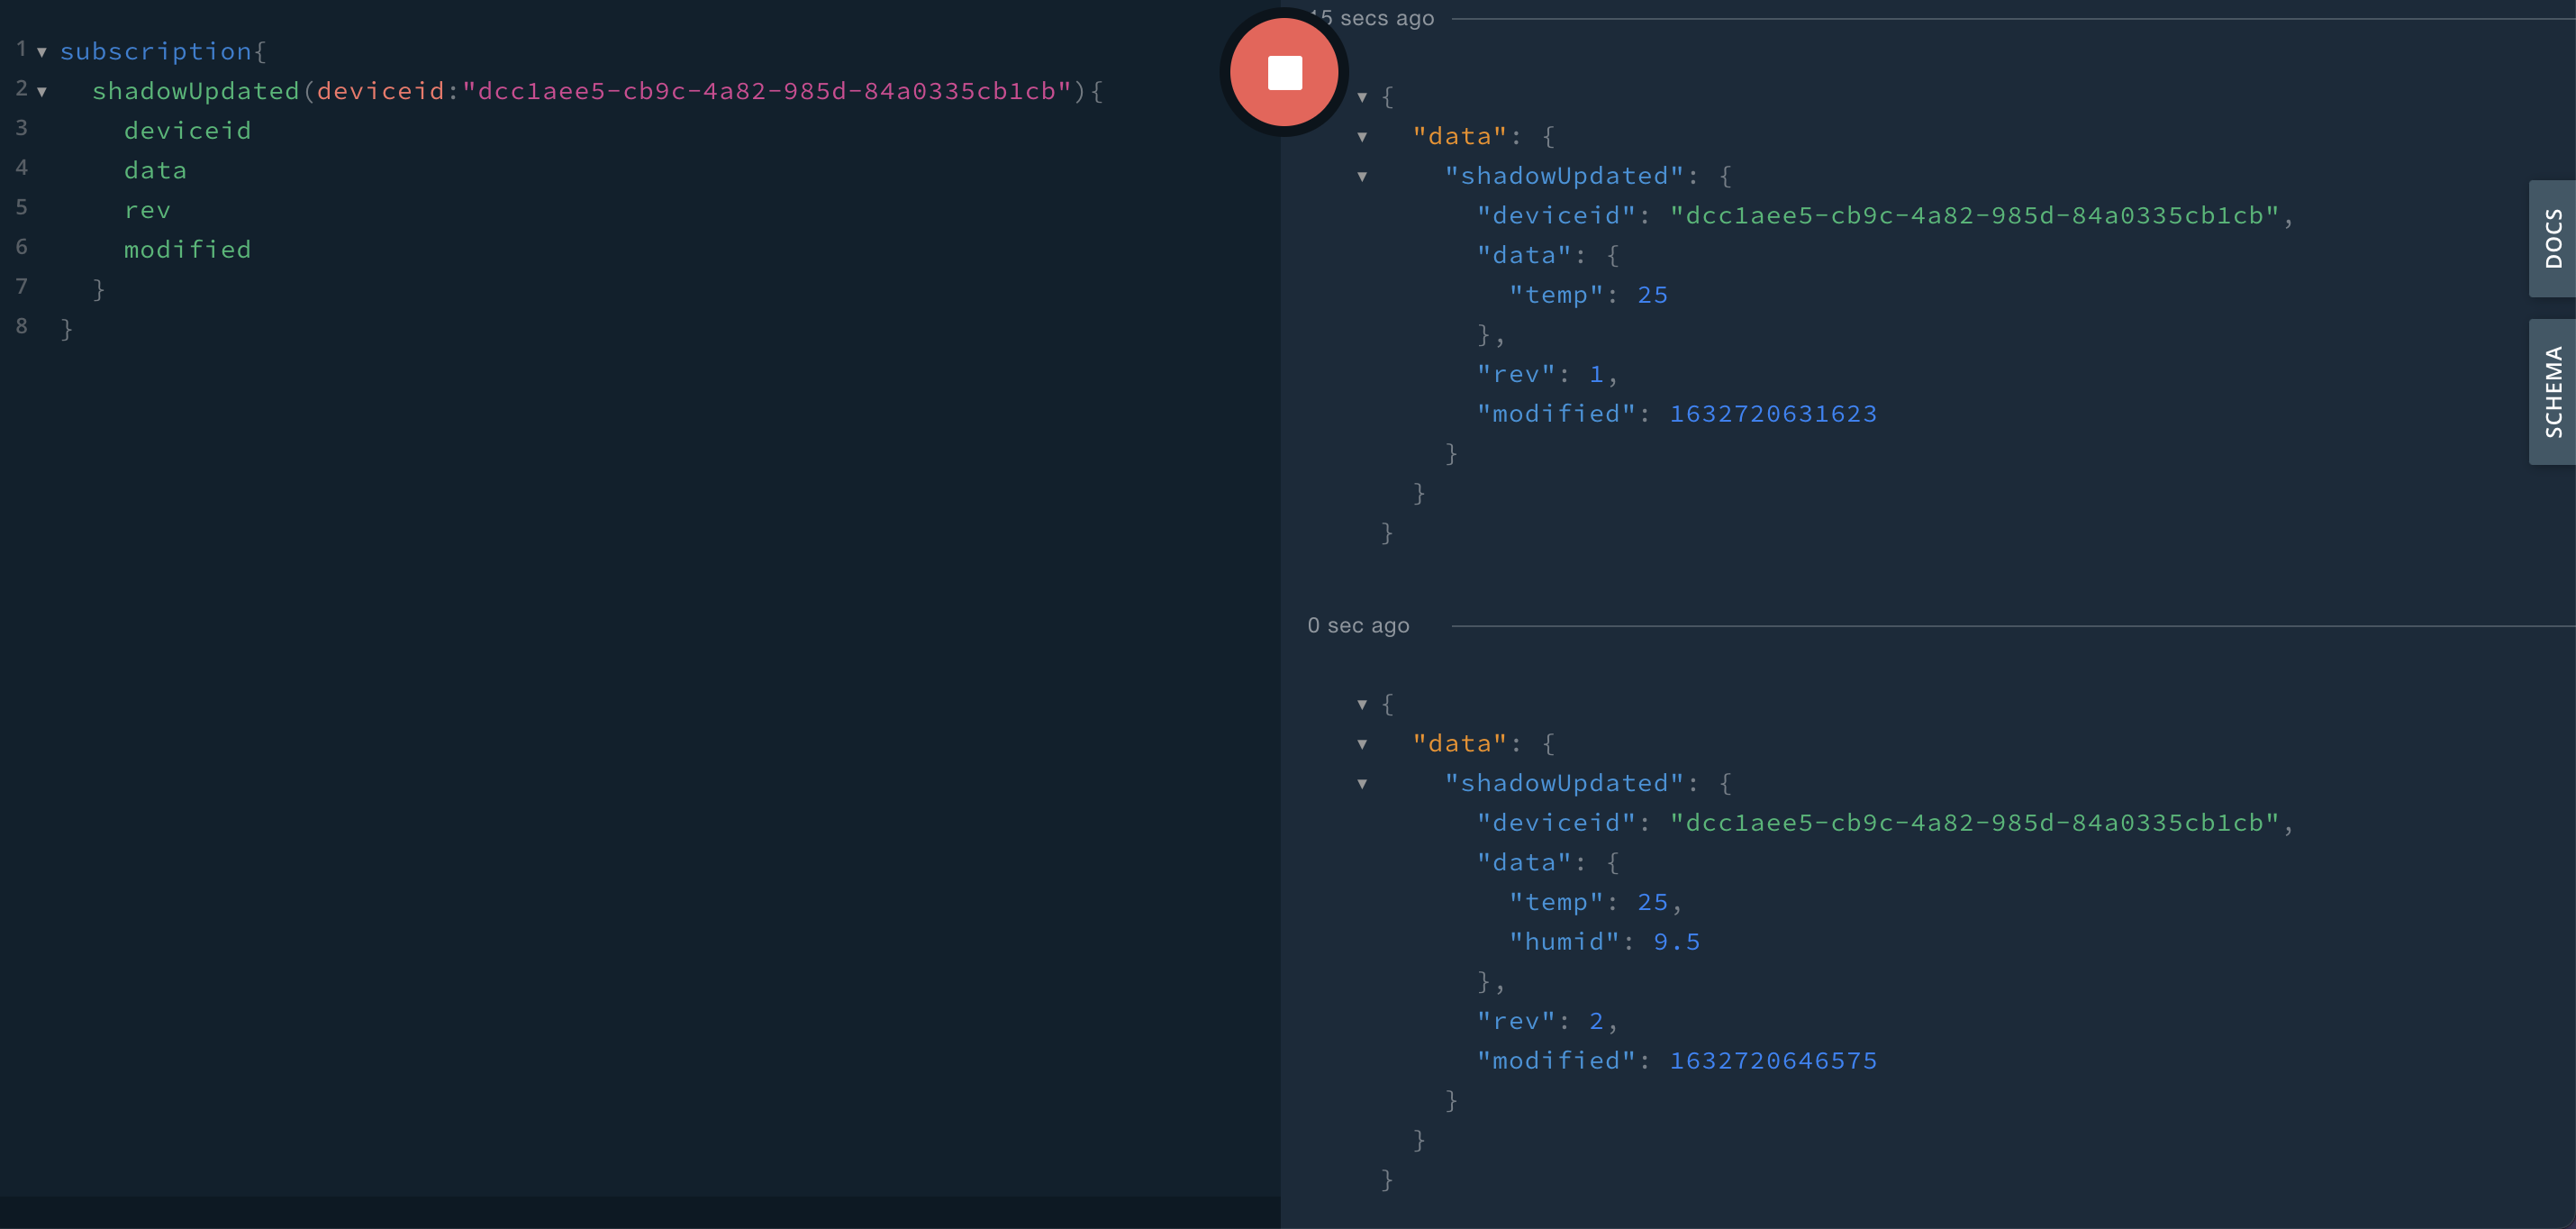 1 subscription{
2 shadowUpdated(deviceid:"dcc1aee5-cb9c-4a82-985d-84a0335cb1cb"){
3 deviceid
4 data
5 rev
6 modified
7 }
8 }
15 secs ago
{
"data": {
"shadowUpdated": {
"deviceid": "dcc1aee5-cb9c-4a82-985d-84a0335cb1cb",
"data": {
"temp": 25
},
"rev": 1,
"modified": 1632720631623
}
}
}
0 sec ago
{
"data": {
"shadowUpdated": {
"deviceid": "dcc1aee5-cb9c-4a82-985d-84a0335cb1cb",
"data": {
"temp": 25,
"humid": 9.5
},
"rev": 2,
"modified": 1632720646575
}
}
}
DOCS
SCHEMA